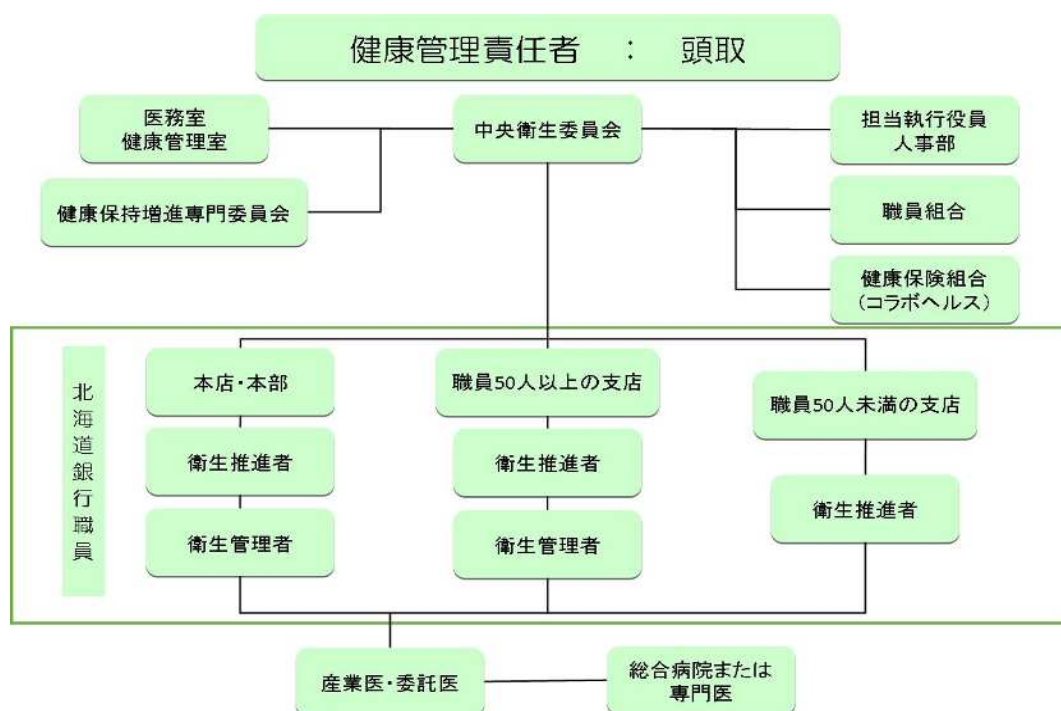 健康管理責任者 : 頭取
医務室
健康管理室
中央衛生委員会
担当執行役員
人事部
健康保持増進専門委員会
職員組合
健康保険組合
(コラボヘルス)
北海道銀行職員
本店・本部
職員50人以上の支店
職員50人未満の支店
衛生推進者
衛生推進者
衛生推進者
衛生管理者
衛生管理者
産業医・委託医
総合病院または
専門医